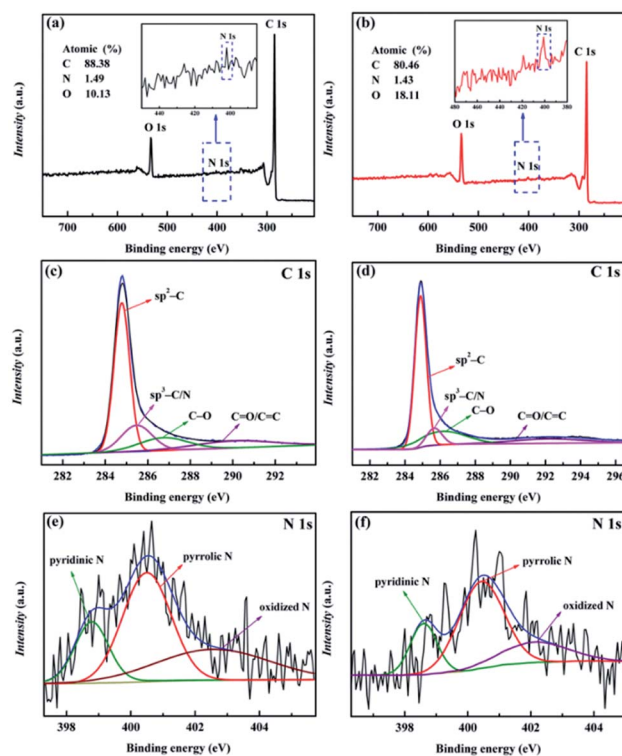 (a)
Atomic (%)
C 88.38
N 1.49
O 10.13
N 1s
440 420 400
C 1s
O 1s
N 1s
Intensity (a.u.)
700 600 500 400 300
Binding energy (eV)
(b)
Atomic (%)
C 80.46
N 1.43
O 18.11
N 1s
480 460 440 420 400 380
C 1s
O 1s
N 1s
Intensity (a.u.)
700 600 500 400 300
Binding energy (eV)
(c)
C 1s
sp²–C
sp³–C/N
C–O
C=O/C=C
Intensity (a.u.)
282 284 286 288 290 292
Binding energy (eV)
(d)
C 1s
sp²–C
sp³–C/N
C–O
C=O/C=C
Intensity (a.u.)
282 284 286 288 290 292 294 296
Binding energy (eV)
(e)
N 1s
pyridinic N
pyrrolic N
oxidized N
Intensity (a.u.)
398 400 402 404
Binding energy (eV)
(f)
N 1s
pyridinic N
pyrrolic N
oxidized N
Intensity (a.u.)
398 400 402 404
Binding energy (eV)